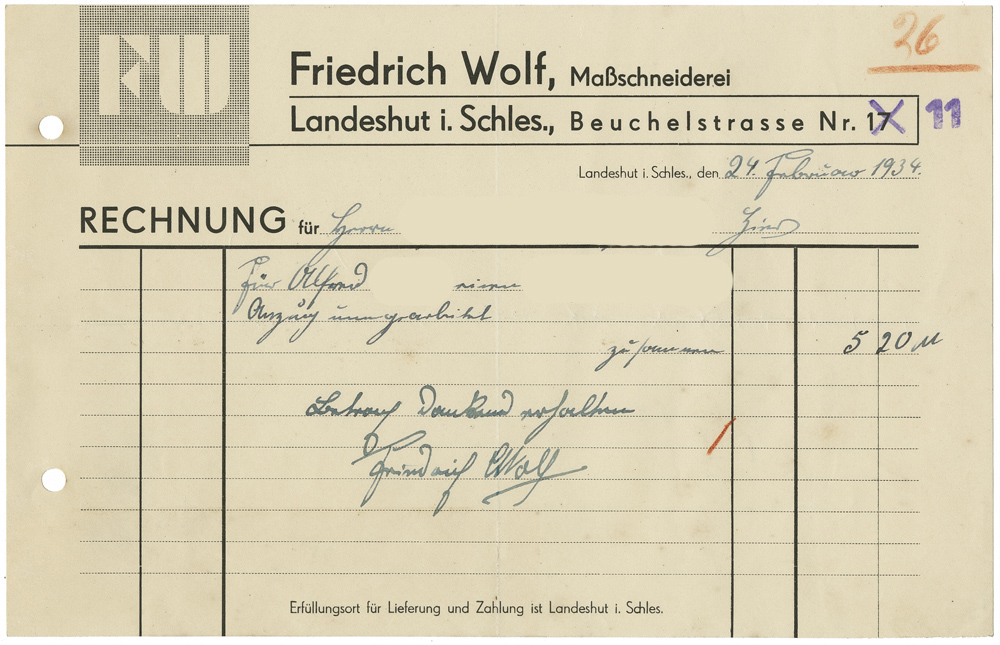 26
FW
Friedrich Wolf, Maßschneiderei
Landeshut i. Schles., Beuchelstrasse Nr. 17 11
Landeshut i. Schles., den 24. Februar 1934.
RECHNUNG für Herrn Hier
Für Alfred einen
Anzug umgearbeitet
zusammen 5 20 M
Betrag dankend erhalten
Friedrich Wolf
Erfüllungsort für Lieferung und Zahlung ist Landeshut i. Schles.